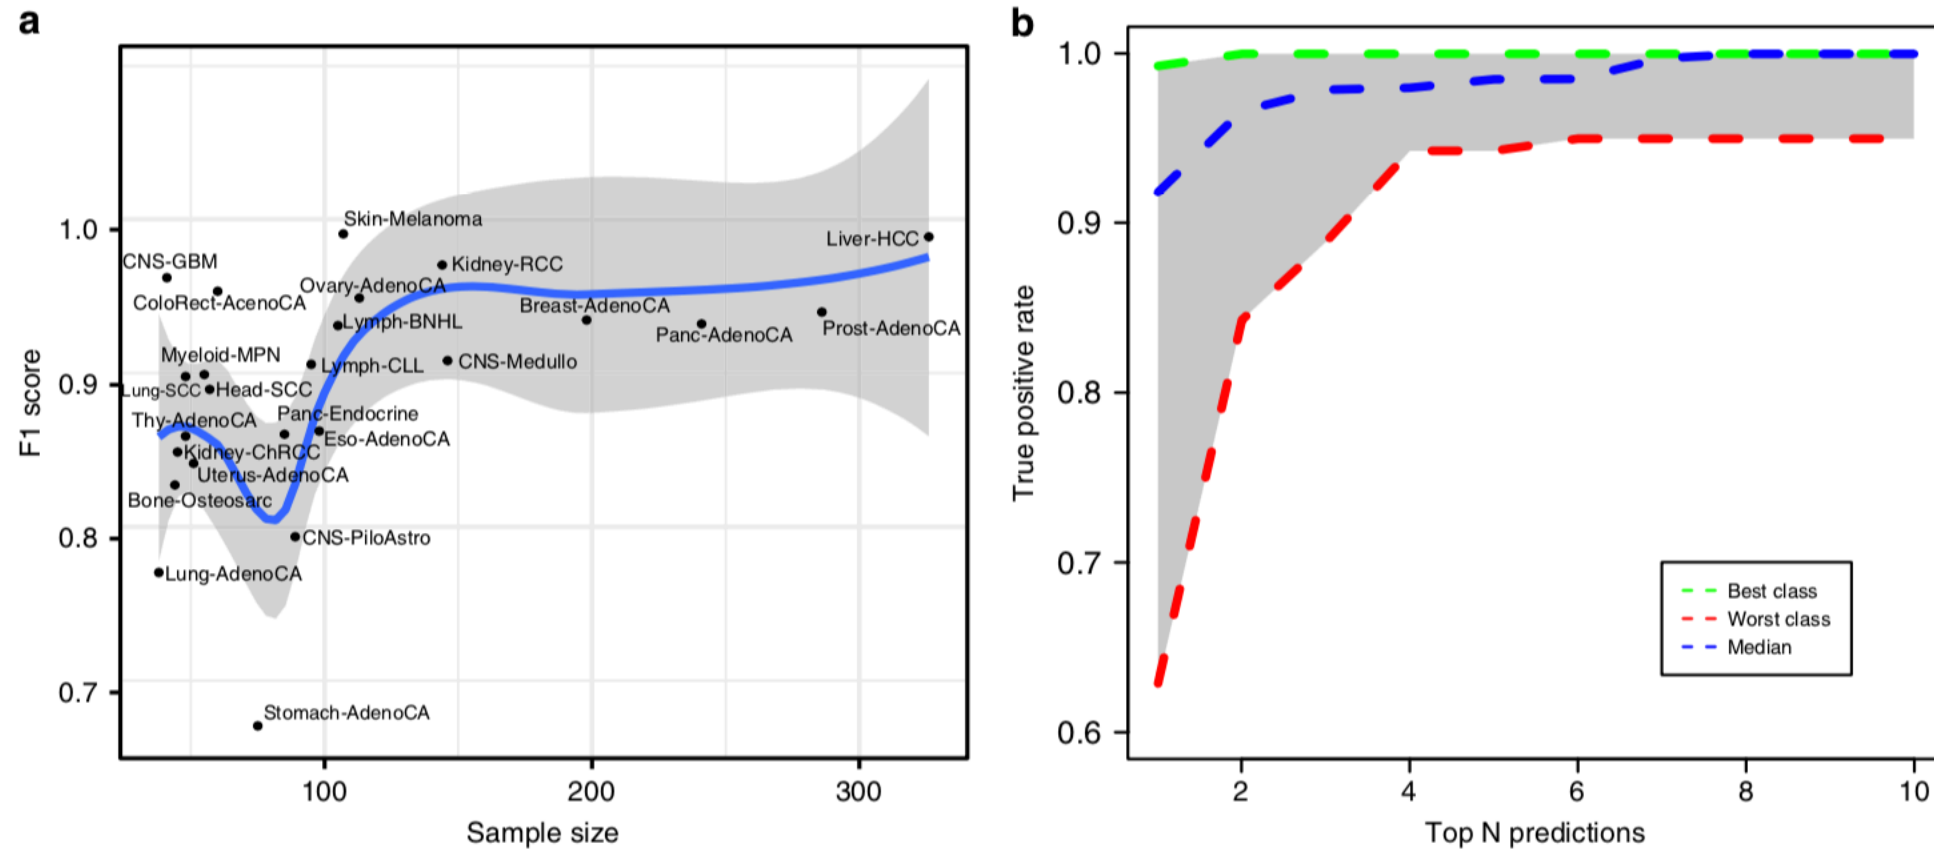 a
F1 score
1.0
0.9
0.8
0.7
Skin-Melanoma
CNS-GBM
Liver-HCC
Kidney-RCC
ColoRect-AcenoCA
Ovary-AdenoCA
Breast-AdenoCA
Lymph-BNHL
Panc-AdenoCA
Prost-AdenoCA
Myeloid-MPN
Lymph-CLL
CNS-Medullo
Lung-SCC
Head-SCC
Thy-AdenoCA
Panc-Endocrine
Eso-AdenoCA
Kidney-ChRCC
Uterus-AdenoCA
Bone-Osteosarc
CNS-PiloAstro
Lung-AdenoCA
Stomach-AdenoCA
100
200
300
Sample size
b
True positive rate
1.0
0.9
0.8
0.7
0.6
Best class
Worst class
Median
2
4
6
8
10
Top N predictions